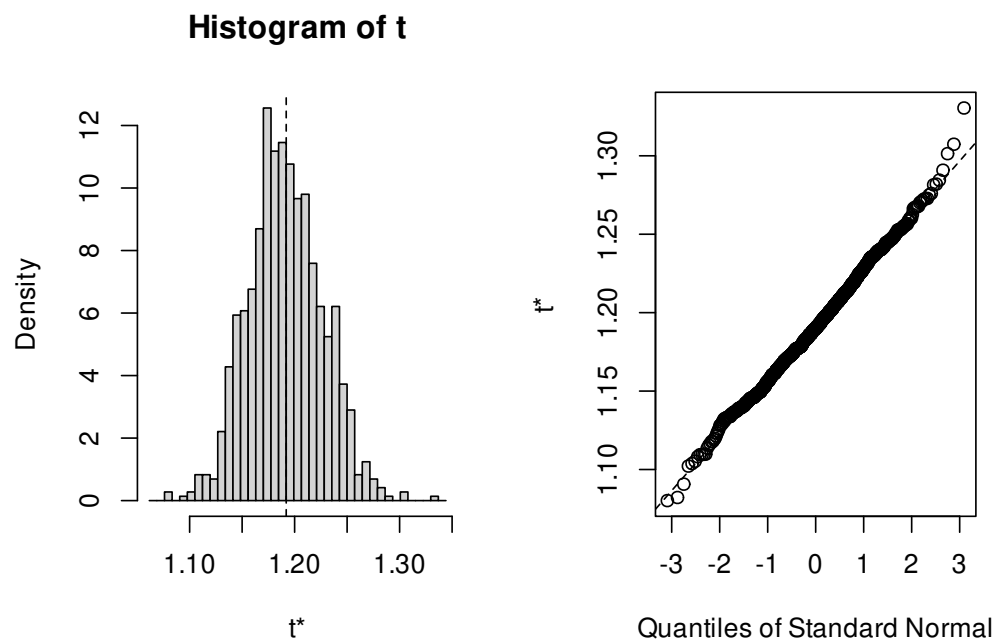 Histogram of t
Density
0 2 4 6 8 10 12
1.10 1.20 1.30
t*
t*
1.10 1.15 1.20 1.25 1.30
-3 -2 -1 0 1 2 3
Quantiles of Standard Normal